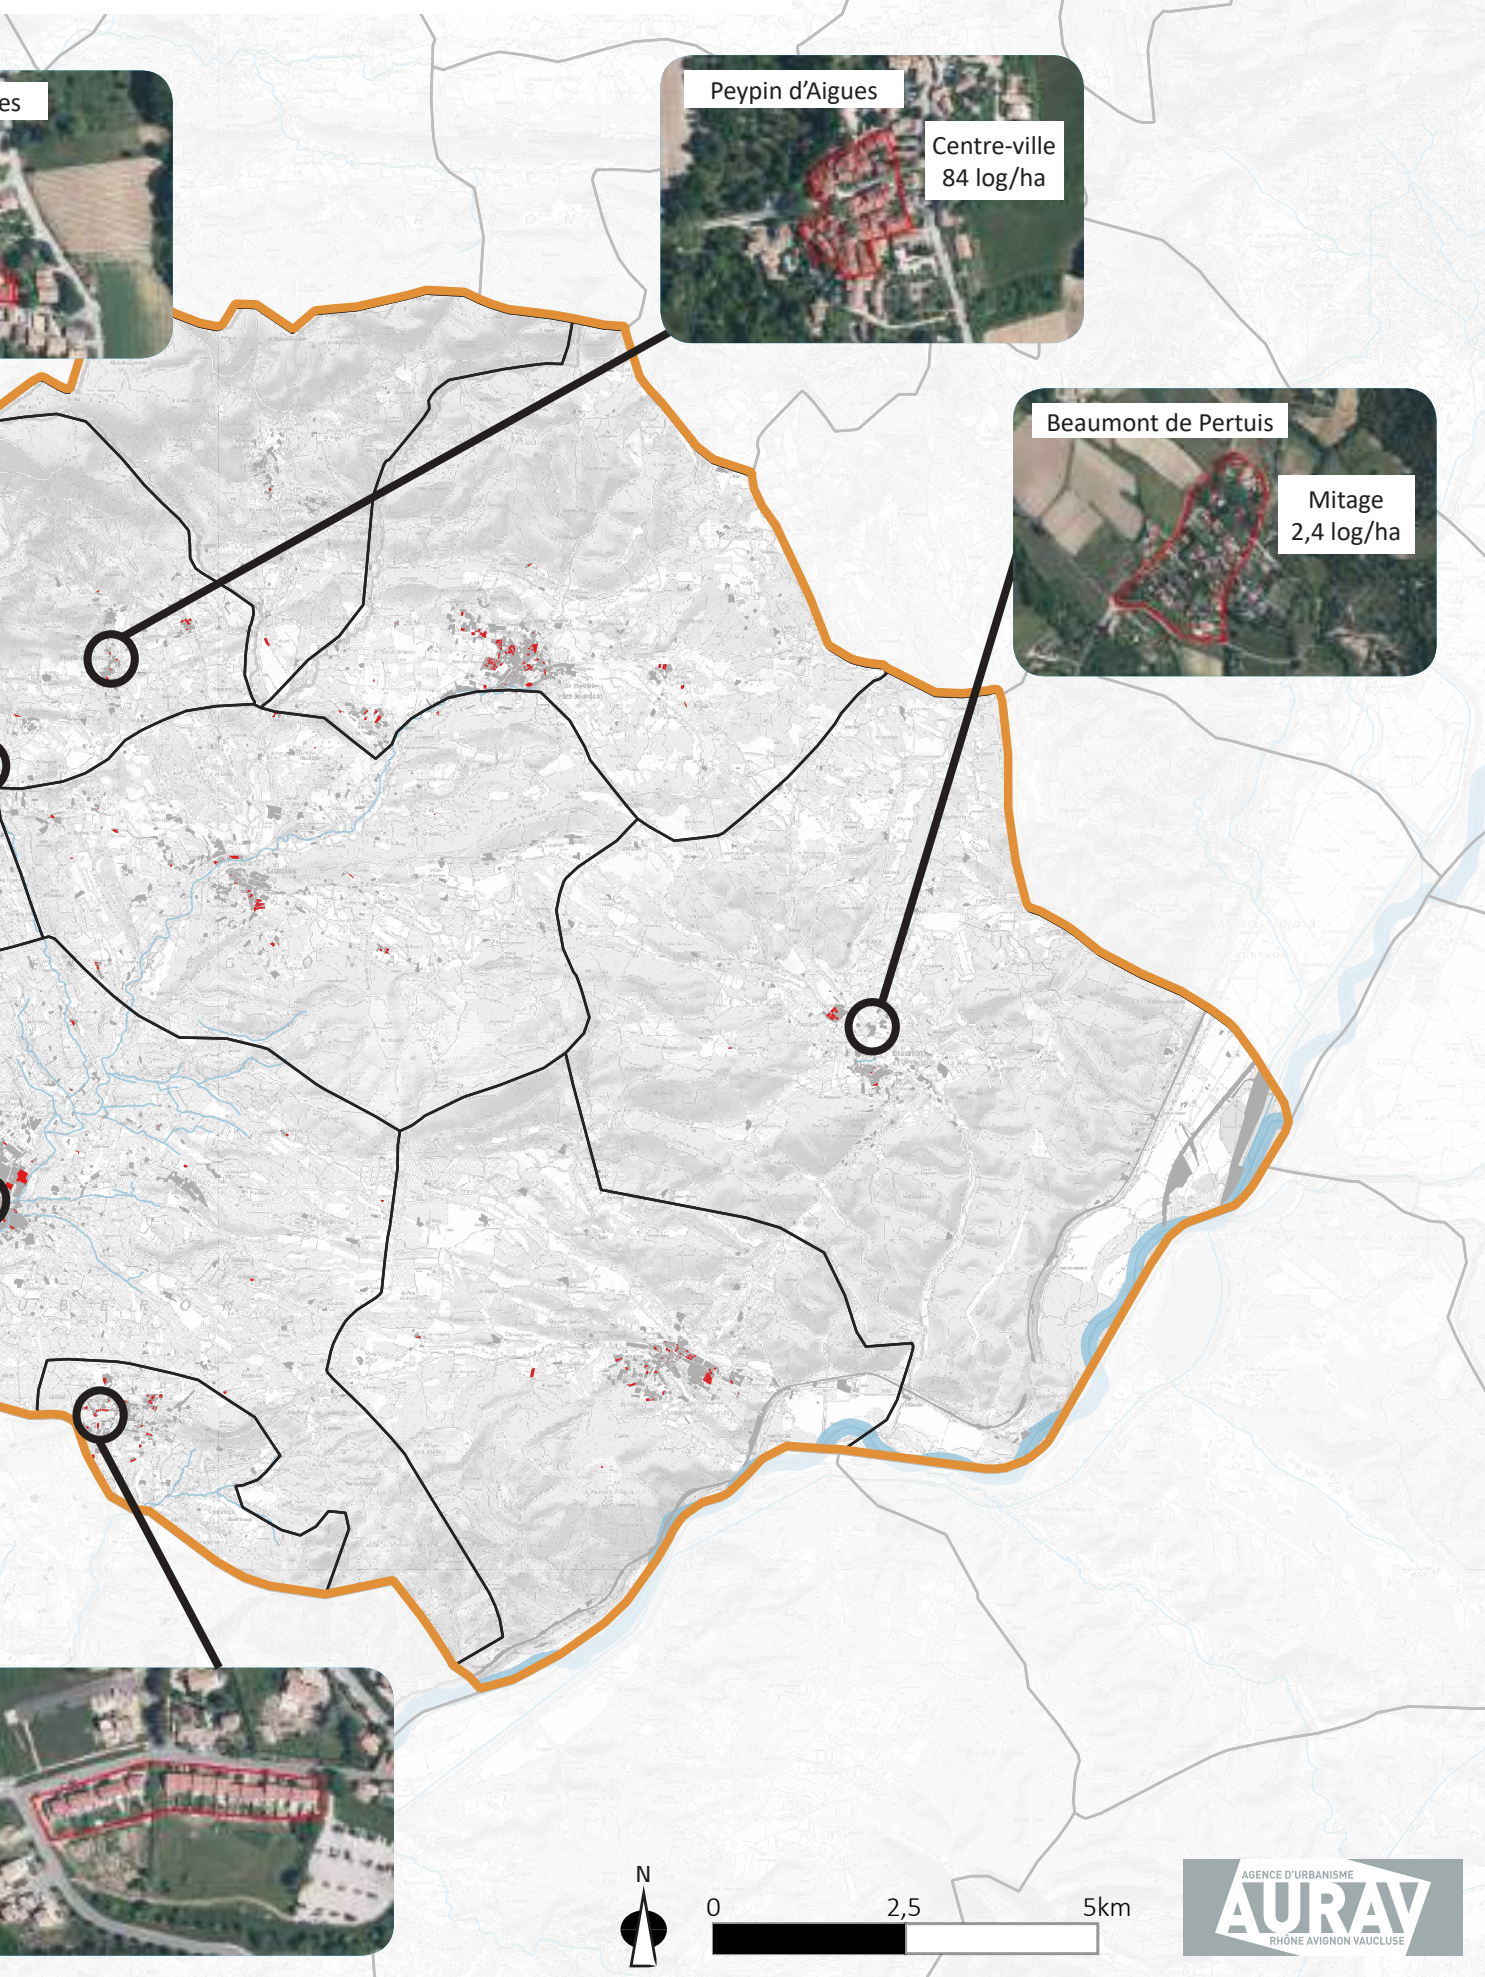 es
Peypin d'Aigues
Centre-ville
84 log/ha
Beaumont de Pertuis
Mitage
2,4 log/ha
N
0
2,5
5km
AGENCE D'URBANISME
AURAV
RHÔNE AVIGNON VAUCLUSE